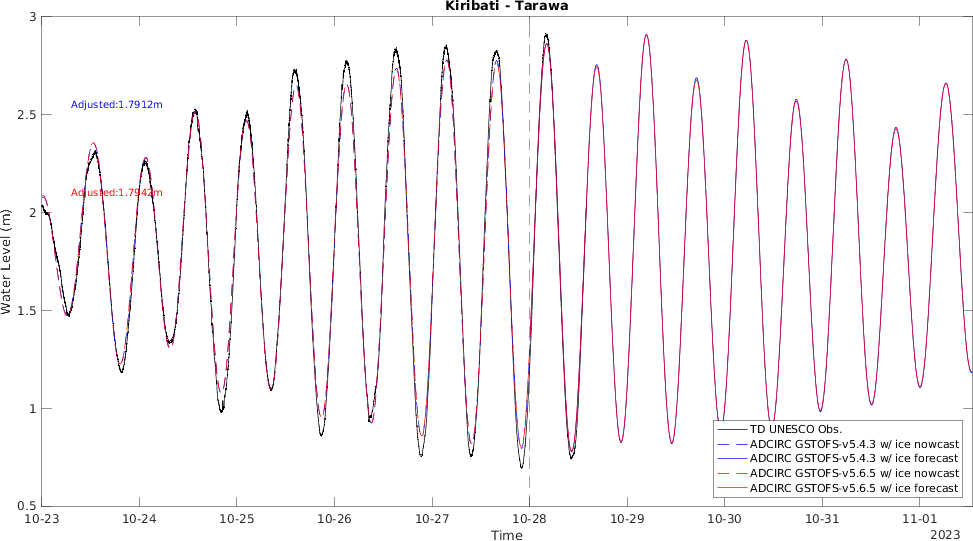 Kiribati - Tarawa
3
2.5
2
1.5
1
0.5
Water Level (m)
Adjusted:1.7912m
Adjusted:1.7942m
TD UNESCO Obs.
ADCIRC GSTOFS-v5.4.3 w/ ice nowcast
ADCIRC GSTOFS-v5.4.3 w/ ice forecast
ADCIRC GSTOFS-v5.6.5 w/ ice nowcast
ADCIRC GSTOFS-v5.6.5 w/ ice forecast
10-23 10-24 10-25 10-26 10-27 10-28 10-29 10-30 10-31 11-01
Time
2023